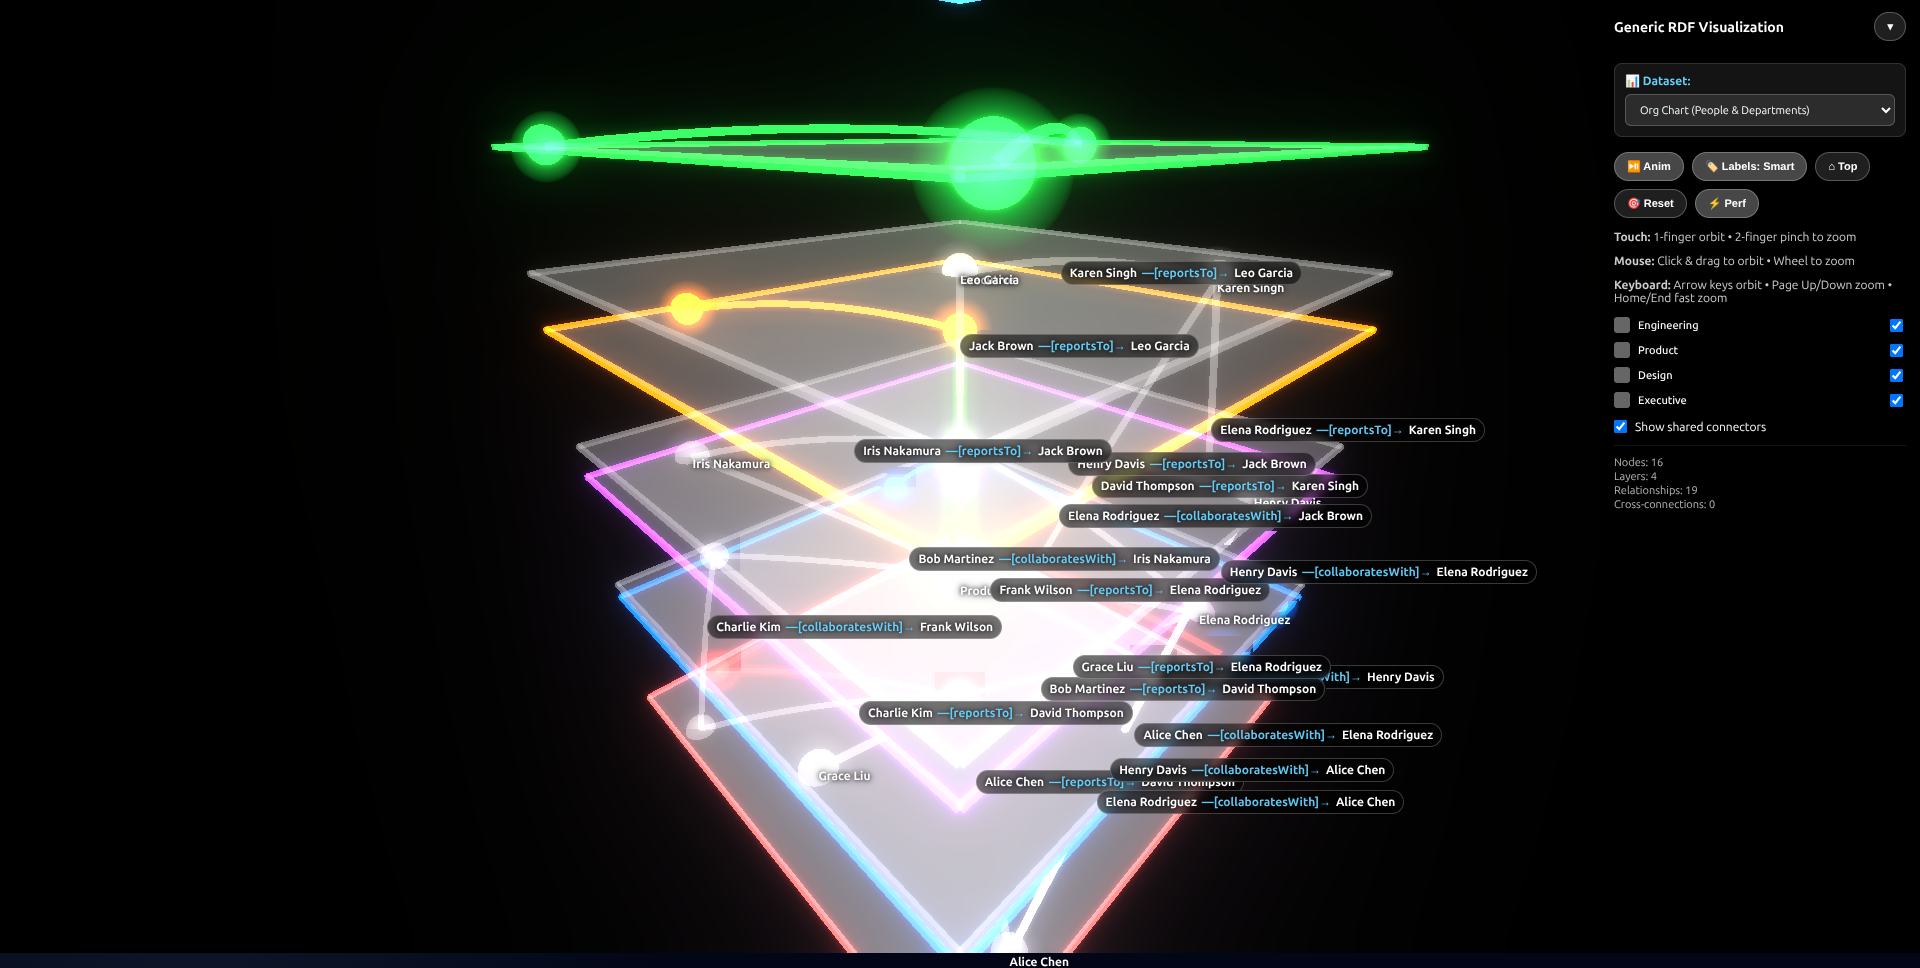 Generic RDF Visualization
▼
📊 Dataset:
Org Chart (People & Departments)
⏯ Anim
🏷 Labels: Smart
⌂ Top
🎯 Reset
⚡ Perf
Touch: 1-finger orbit • 2-finger pinch to zoom
Mouse: Click & drag to orbit • Wheel to zoom
Keyboard: Arrow keys orbit • Page Up/Down zoom •
Home/End fast zoom
Engineering
Product
Design
Executive
Show shared connectors
Nodes: 16
Layers: 4
Relationships: 19
Cross-connections: 0
Karen Singh —[reportsTo]→ Leo Garcia
Leo Garcia
Karen Singh
Jack Brown —[reportsTo]→ Leo Garcia
Elena Rodriguez —[reportsTo]→ Karen Singh
Iris Nakamura —[reportsTo]→ Jack Brown
Iris Nakamura
Henry Davis —[reportsTo]→ Jack Brown
David Thompson —[reportsTo]→ Karen Singh
Henry Davis
Elena Rodriguez —[collaboratesWith]→ Jack Brown
Bob Martinez —[collaboratesWith]→ Iris Nakamura
Henry Davis —[collaboratesWith]→ Elena Rodriguez
Frank Wilson —[reportsTo]→ Elena Rodriguez
Elena Rodriguez
Charlie Kim —[collaboratesWith]→ Frank Wilson
Grace Liu —[reportsTo]→ Elena Rodriguez
With]→ Henry Davis
Bob Martinez —[reportsTo]→ David Thompson
Charlie Kim —[reportsTo]→ David Thompson
Alice Chen —[collaboratesWith]→ Elena Rodriguez
Henry Davis —[collaboratesWith]→ Alice Chen
Grace Liu
Alice Chen —[reportsTo]→ David Thompson
Elena Rodriguez —[collaboratesWith]→ Alice Chen
Alice Chen